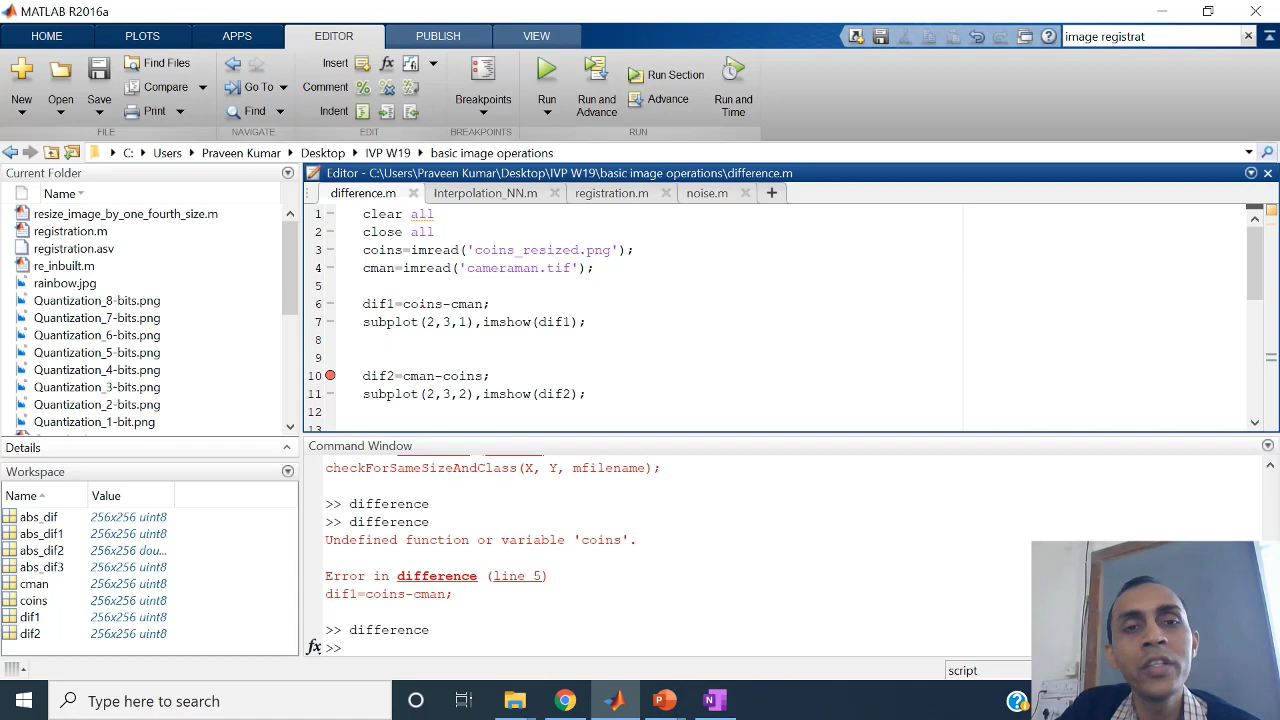 MATLAB R2016a
HOME PLOTS APPS EDITOR PUBLISH VIEW image registrat
Find Files Insert fx Run Section
Compare Go To Comment Advance
New Open Save Print Find Indent Breakpoints Run Run and Advance Run and Time
FILE NAVIGATE EDIT BREAKPOINTS RUN
C: Users Praveen Kumar Desktop IVP W19 basic image operations
Current Folder
Name
resize_image_by_one_fourth_size.m
registration.m
registration.asv
re_inbuilt.m
rainbow.jpg
Quantization_8-bits.png
Quantization_7-bits.png
Quantization_6-bits.png
Quantization_5-bits.png
Quantization_4-bits.png
Quantization_3-bits.png
Quantization_2-bits.png
Quantization_1-bit.png
Details
Workspace
Name Value
abs_dif 256x256 uint8
abs_dif1 256x256 uint8
abs_dif2 256x256 dou...
abs_dif3 256x256 uint8
cman 256x256 uint8
coins 256x256 uint8
dif1 256x256 uint8
dif2 256x256 uint8
Editor - C:\Users\Praveen Kumar\Desktop\IVP W19\basic image operations\difference.m
difference.m Interpolation_NN.m registration.m noise.m
1 clear all
2 close all
3 coins=imread('coins_resized.png');
4 cman=imread('cameraman.tif');
5
6 dif1=coins-cman;
7 subplot(2,3,1),imshow(dif1);
8
9
10 dif2=cman-coins;
11 subplot(2,3,2),imshow(dif2);
12
13
Command Window
checkForSameSizeAndClass(X, Y, mfilename);
>> difference
>> difference
Undefined function or variable 'coins'.
Error in difference (line 5)
dif1=coins-cman;
>> difference
fx >>
script
Type here to search